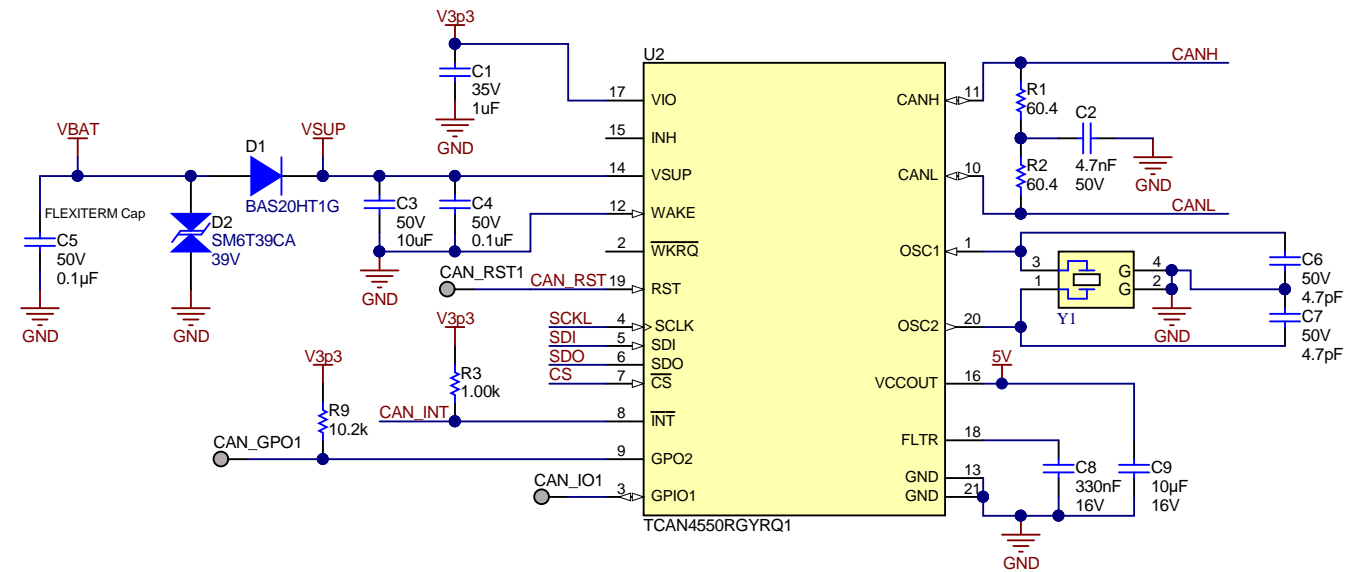 V3p3
C1
35V
1uF
GND
VBAT
D1
VSUP
BAS20HT1G
FLEXITERM Cap
C5
50V
0.1µF
GND
D2
SM6T39CA
39V
GND
C3
50V
10uF
C4
50V
0.1uF
GND
CAN_RST1
CAN_RST
SCKL
SDI
SDO
CS
V3p3
R3
1.00k
CAN_INT
V3p3
R9
10.2k
CAN_GPO1
CAN_IO1
U2
17 VIO
15 INH
14 VSUP
12 WAKE
2 WKRQ
19 RST
4 SCLK
5 SDI
6 SDO
7 CS
8 INT
9 GPO2
3 GPIO1
CANH 11
CANL 10
OSC1 1
OSC2 20
VCCOUT 16
FLTR 18
GND 13
GND 21
TCAN4550RGYRQ1
CANH
R1
60.4
C2
4.7nF
50V
GND
R2
60.4
CANL
3
1
G 4
G 2
Y1
GND
C6
50V
4.7pF
C7
50V
4.7pF
5V
C8
330nF
16V
C9
10µF
16V
GND